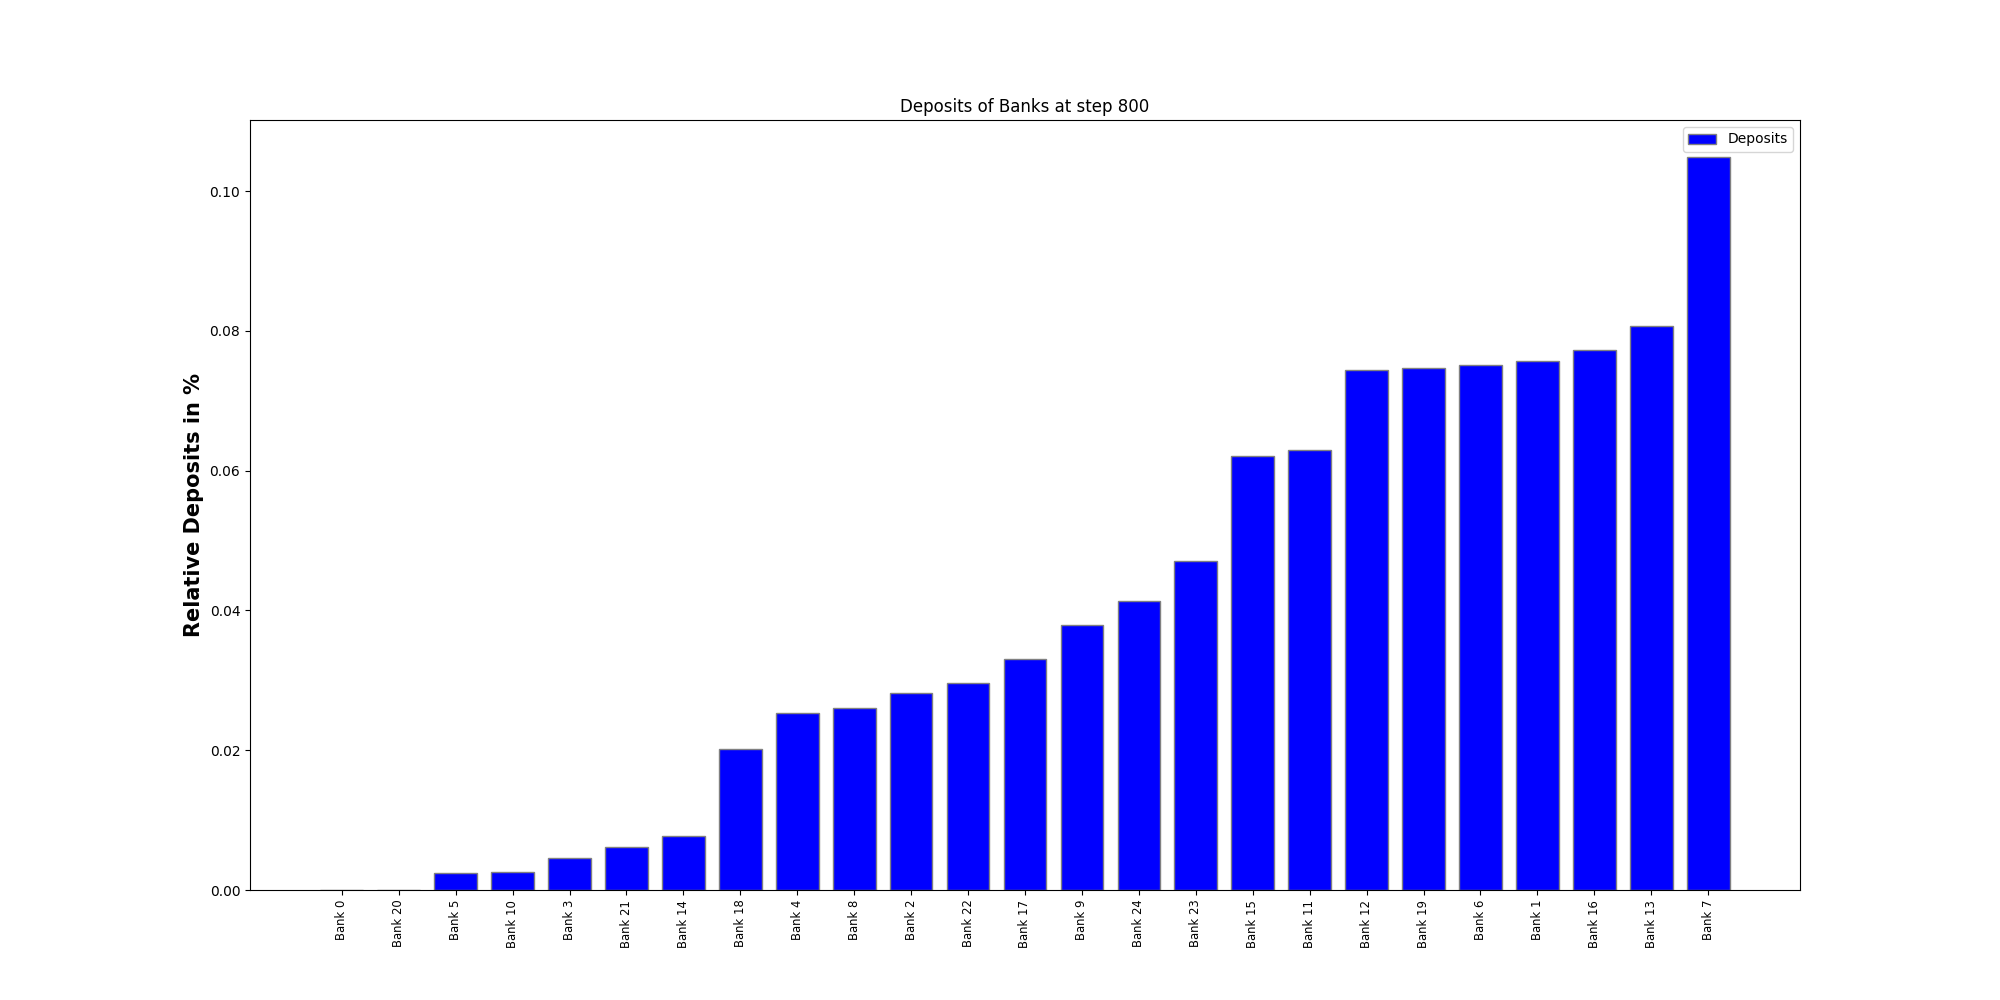 Deposits of Banks at step 800
Deposits
Relative Deposits in %
0.10
0.08
0.06
0.04
0.02
0.00
Bank 0
Bank 20
Bank 5
Bank 10
Bank 3
Bank 21
Bank 14
Bank 18
Bank 4
Bank 8
Bank 2
Bank 22
Bank 17
Bank 9
Bank 24
Bank 23
Bank 15
Bank 11
Bank 12
Bank 19
Bank 6
Bank 1
Bank 16
Bank 13
Bank 7